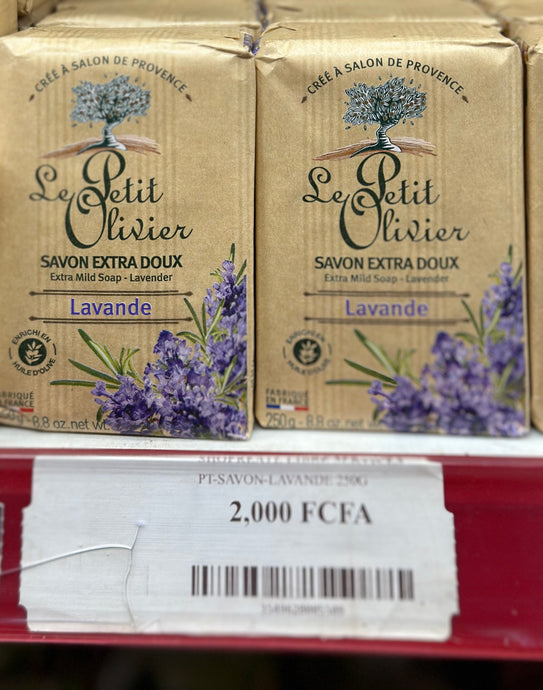 CRÉÉ À SALON DE PROVENCE
Le Petit
Olivier
SAVON EXTRA DOUX
Extra Mild Soap - Lavender
Lavande
ENRICHI EN
HUILE D'OLIVE
FABRIQUÉ
EN FRANCE
250g - 8.8 oz. net wt.
CRÉÉ À SALON DE PROVENCE
Le Petit
Olivier
SAVON EXTRA DOUX
Extra Mild Soap - Lavender
Lavande
ENRICHI EN
HUILE D'OLIVE
FABRIQUÉ
EN FRANCE
250g - 8.8 oz. net wt.
PT-SAVON-LAVANDE 250G
2,000 FCFA